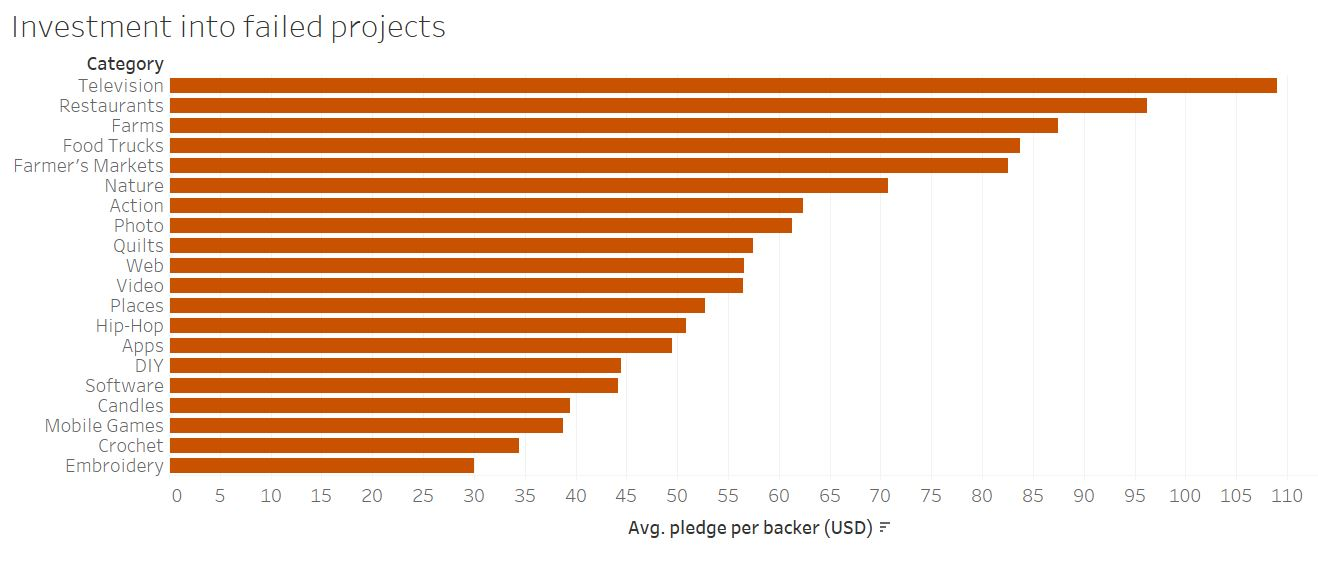 Investment into failed projects
Category
Television
Restaurants
Farms
Food Trucks
Farmer’s Markets
Nature
Action
Photo
Quilts
Web
Video
Places
Hip-Hop
Apps
DIY
Software
Candles
Mobile Games
Crochet
Embroidery
0 5 10 15 20 25 30 35 40 45 50 55 60 65 70 75 80 85 90 95 100 105 110
Avg. pledge per backer (USD)